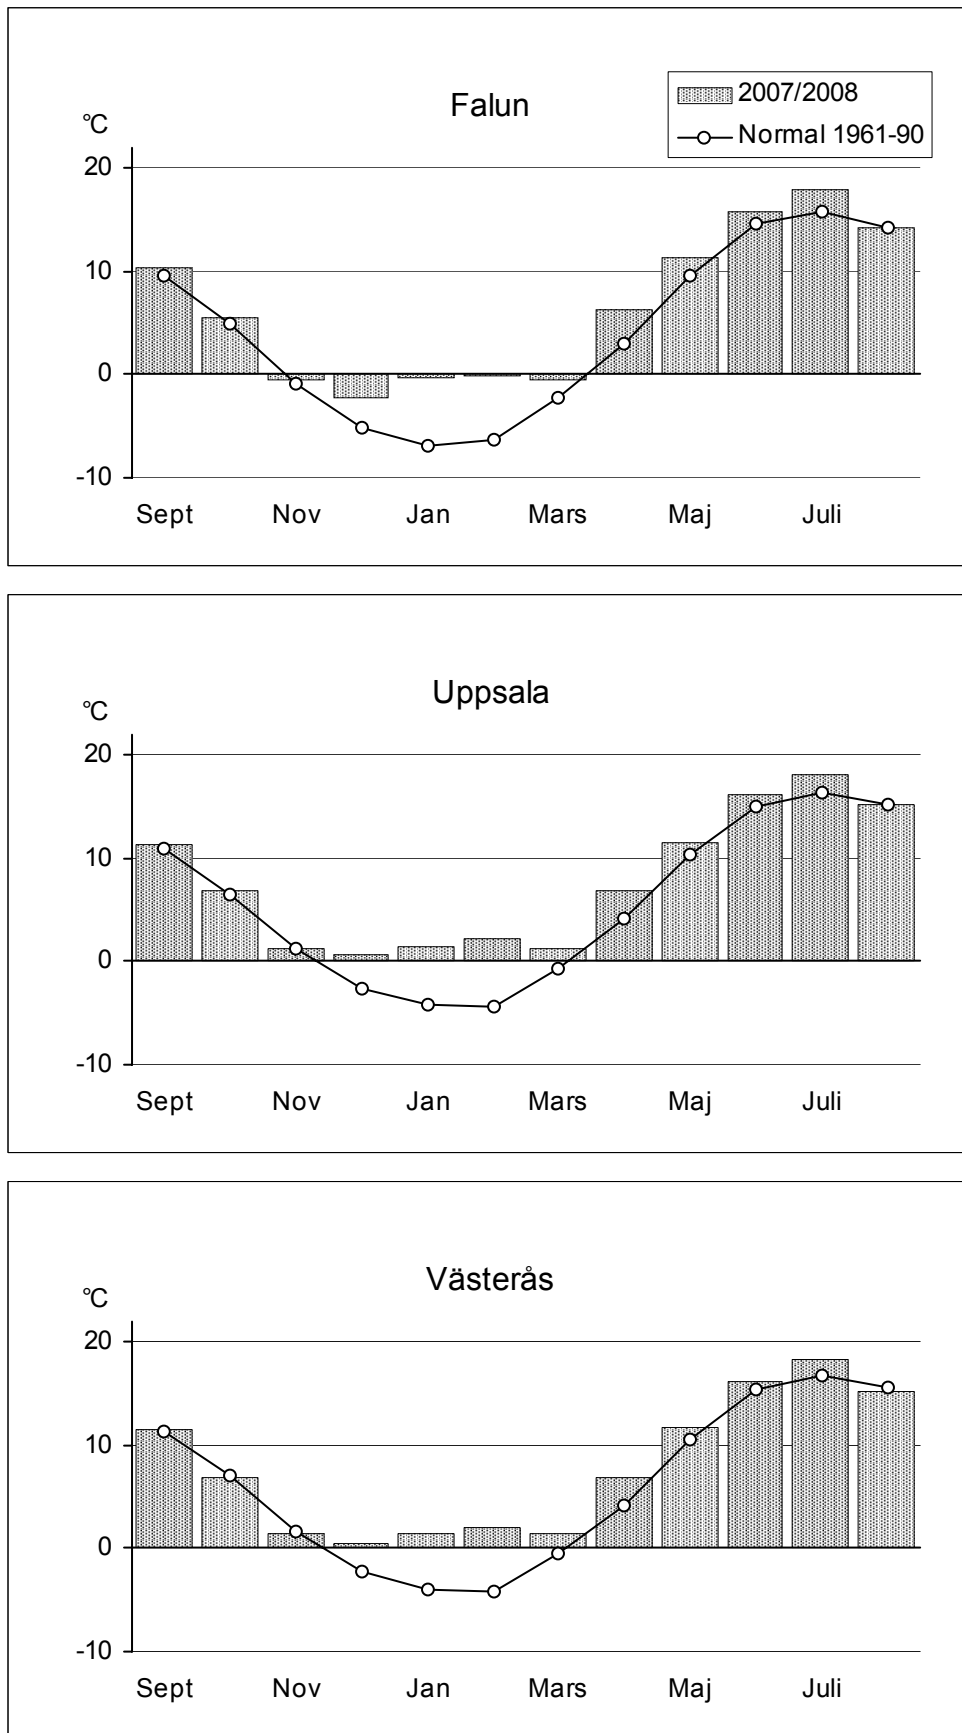 Falun
2007/2008
Normal 1961-90
°C
20
10
0
-10
Sept Nov Jan Mars Maj Juli
Uppsala
°C
20
10
0
-10
Sept Nov Jan Mars Maj Juli
Västerås
°C
20
10
0
-10
Sept Nov Jan Mars Maj Juli